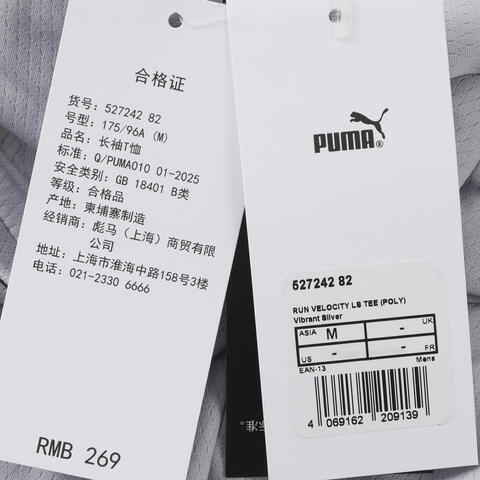 合格证
货号: 527242 82
号型: 175/96A (M)
品名: 长袖T恤
标准: Q/PUMA010 01-2025
安全类别: GB 18401 B类
等级: 合格品
产地: 柬埔寨制造
经销商: 彪马(上海)商贸有限
公司
地址: 上海市淮海中路158号3楼
电话: 021-2330 6666
RMB 269
PUMA
527242 82
RUN VELOCITY LS TEE (POLY)
Vibrant Silver
ASIA M - UK
US - - FR
EAN-13 Mens
4 069162 209139